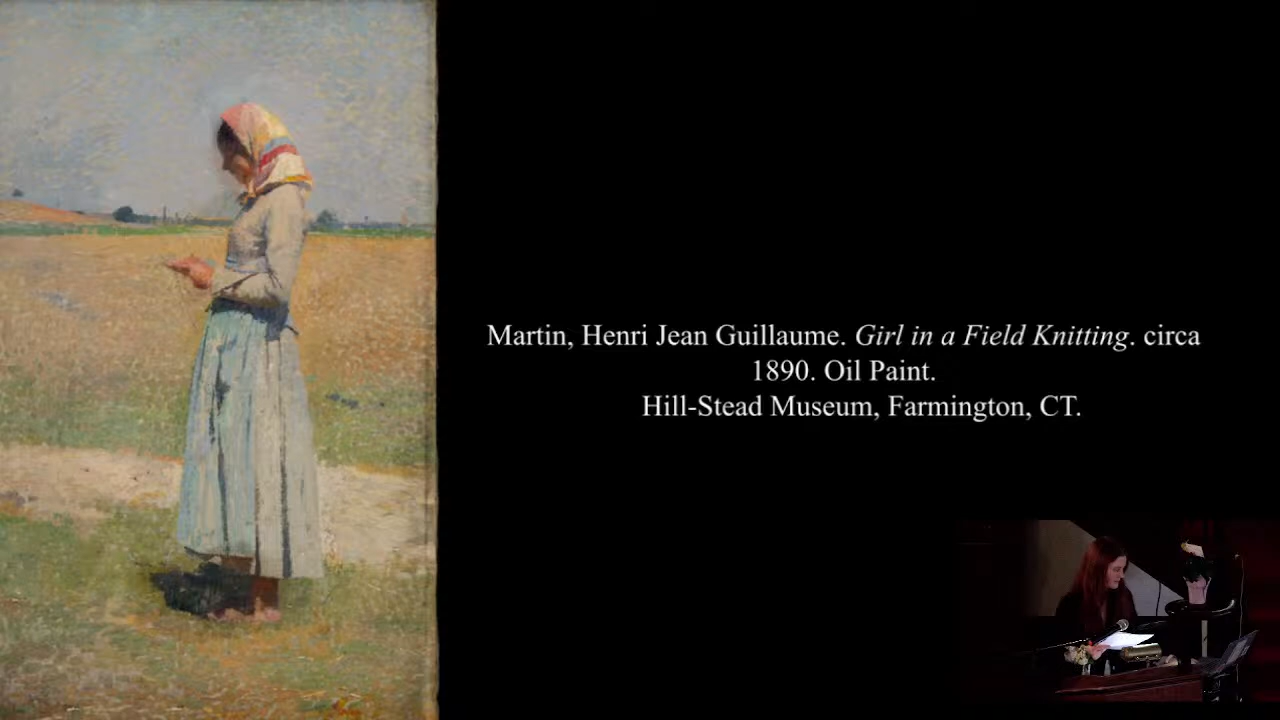 Martin, Henri Jean Guillaume. Girl in a Field Knitting. circa
1890. Oil Paint.
Hill-Stead Museum, Farmington, CT.